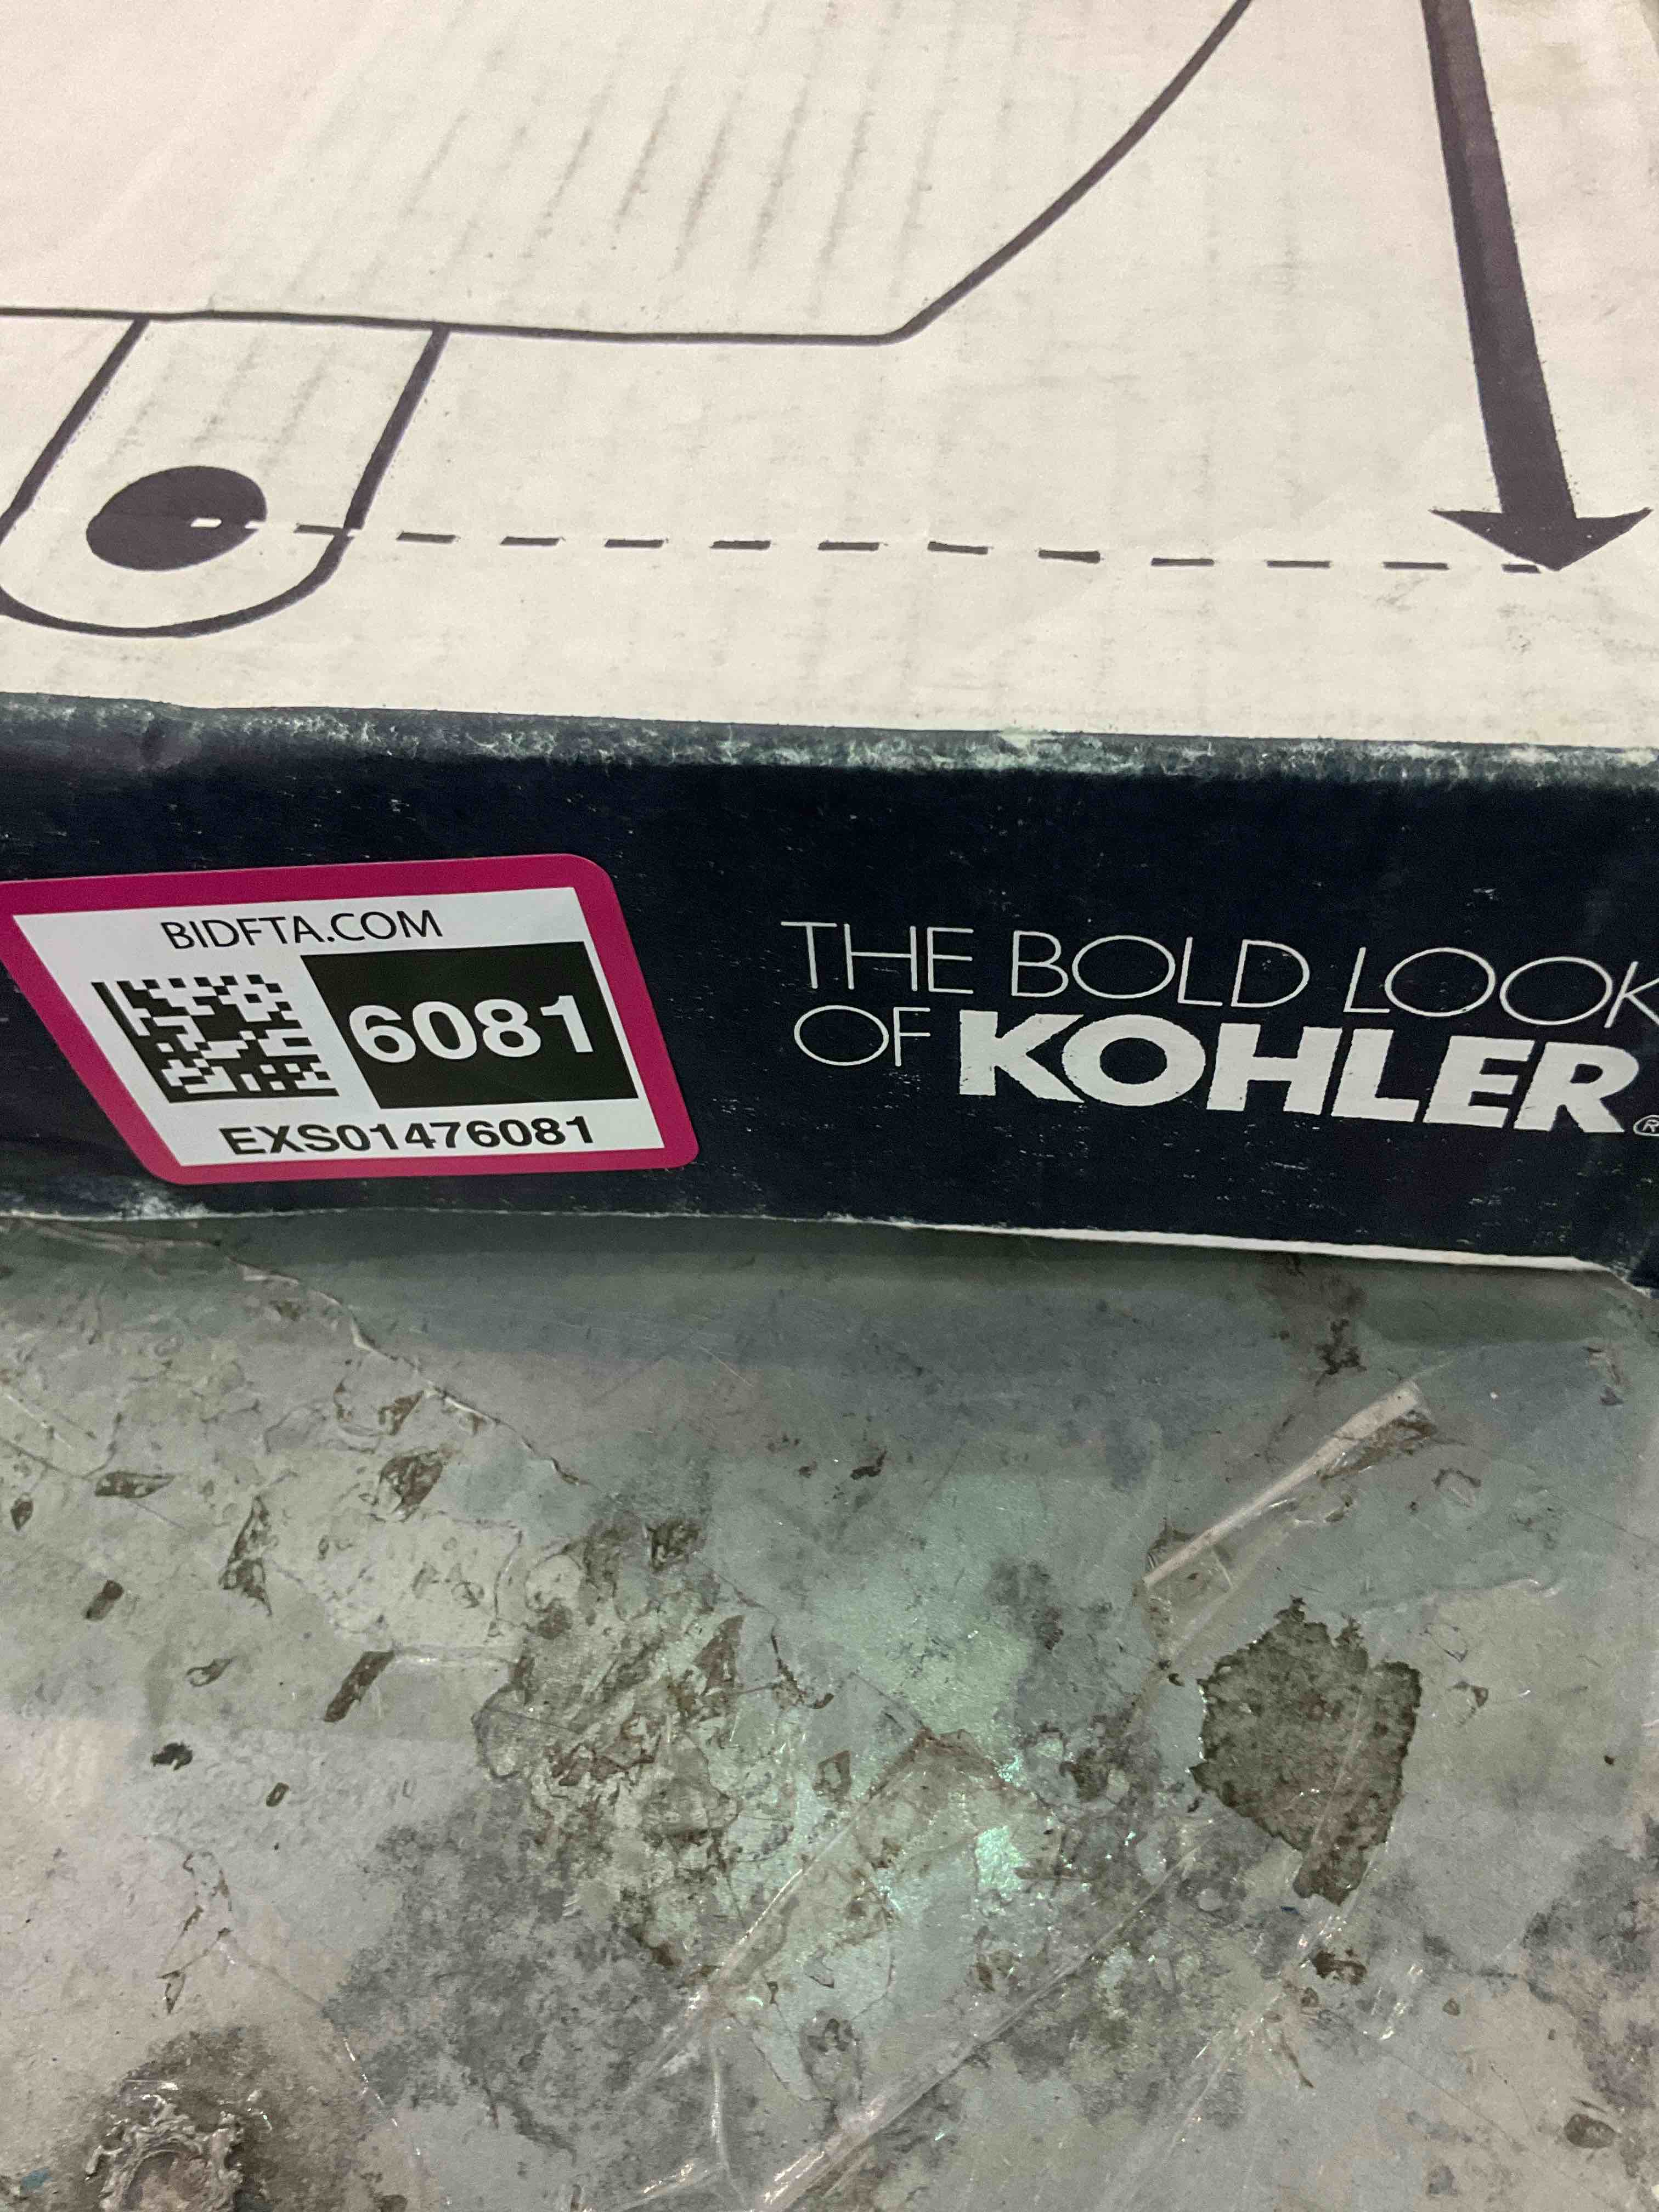 BIDFTA.COM
6081
EXS01476081
THE BOLD LOOK
OF KOHLER®